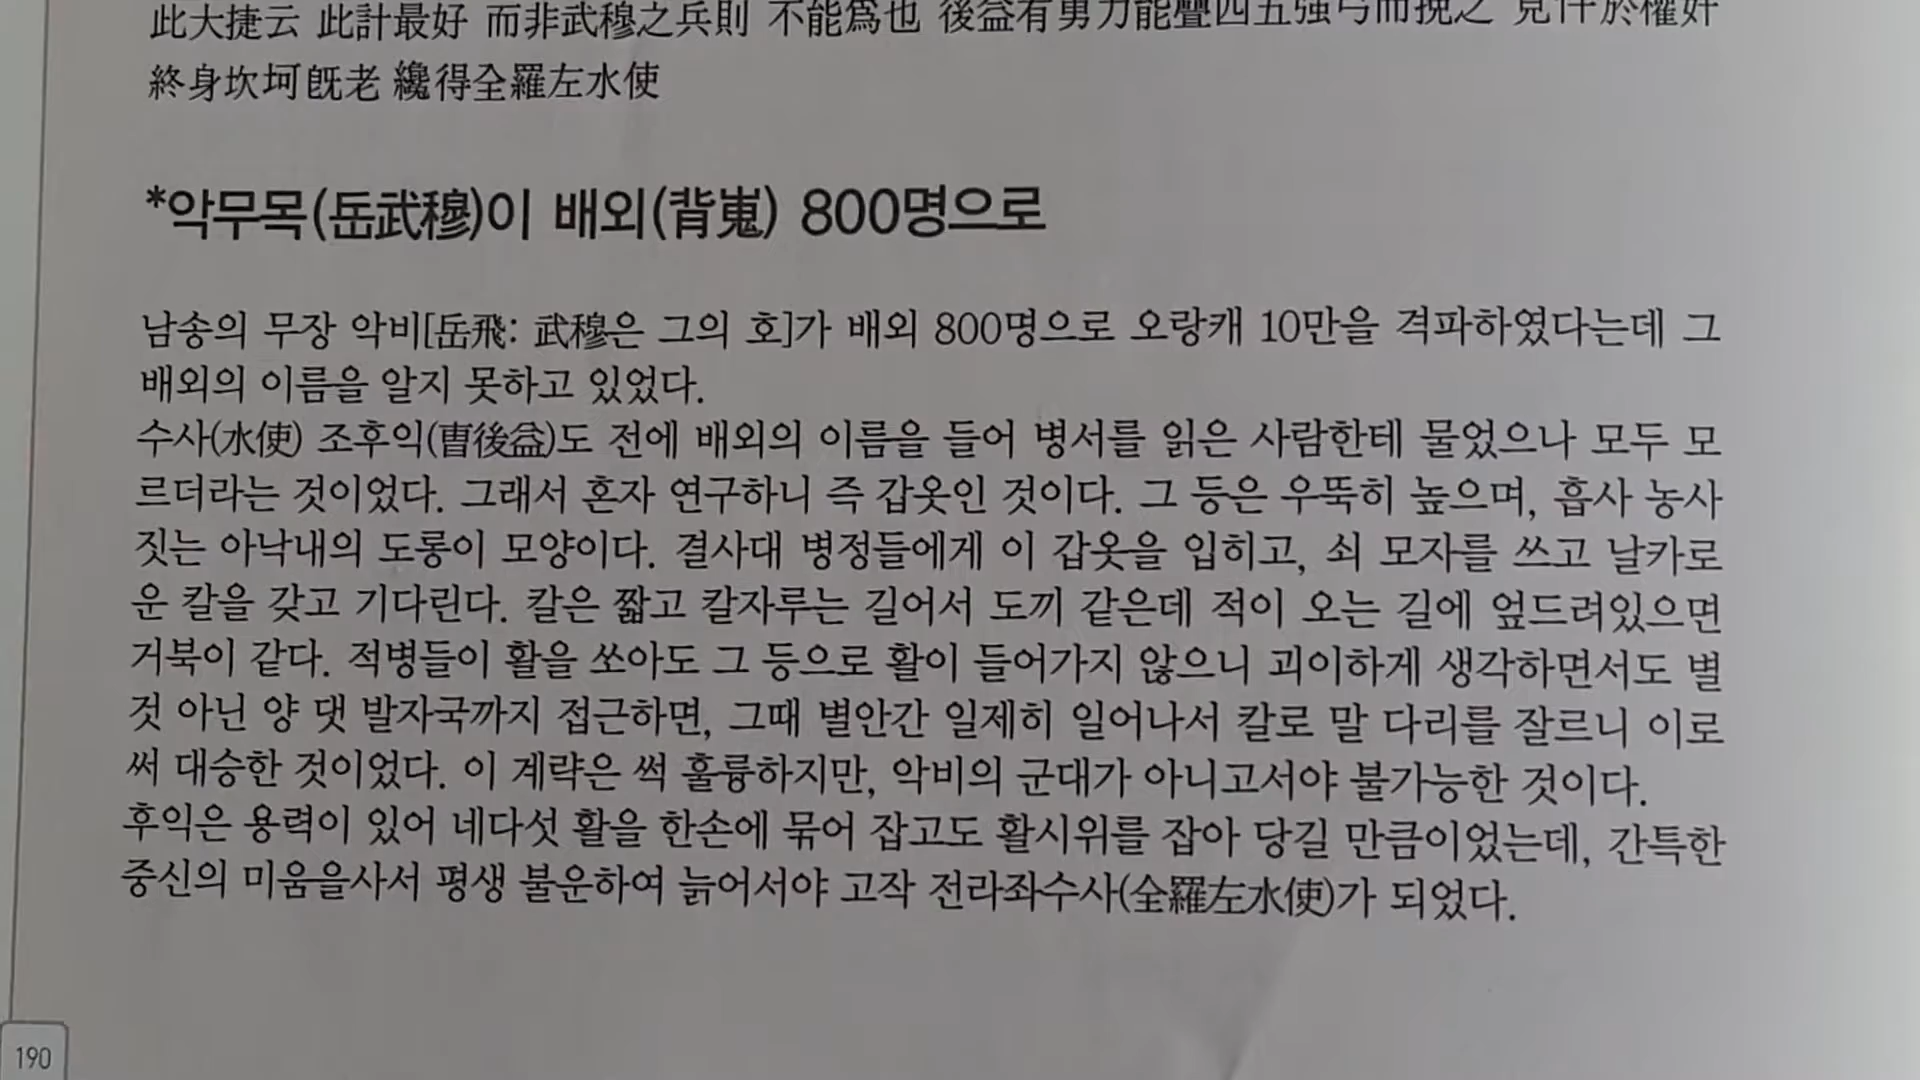 此大捷云 此計最好 而非武穆之兵則 不能爲也 後益有勇力能疊四五强弓而挽之 見忤於權奸
終身坎坷旣老 纔得全羅左水使
*악무목(岳武穆)이 배외(背嵬) 800명으로
남송의 무장 악비[岳飛: 武穆은 그의 호]가 배외 800명으로 오랑캐 10만을 격파하였다는데 그
배외의 이름을 알지 못하고 있었다.
수사(水使) 조후익(曺後益)도 전에 배외의 이름을 들어 병서를 읽은 사람한테 물었으나 모두 모
르더라는 것이었다. 그래서 혼자 연구하니 즉 갑옷인 것이다. 그 등은 우뚝히 높으며, 흡사 농사
짓는 아낙내의 도롱이 모양이다. 결사대 병정들에게 이 갑옷을 입히고, 쇠 모자를 쓰고 날카로
운 칼을 갖고 기다린다. 칼은 짧고 칼자루는 길어서 도끼 같은데 적이 오는 길에 엎드려있으면
거북이 같다. 적병들이 활을 쏘아도 그 등으로 활이 들어가지 않으니 괴이하게 생각하면서도 별
것 아닌 양 댓 발자국까지 접근하면, 그때 별안간 일제히 일어나서 칼로 말 다리를 잘르니 이로
써 대승한 것이었다. 이 계략은 썩 훌륭하지만, 악비의 군대가 아니고서야 불가능한 것이다.
후익은 용력이 있어 네다섯 활을 한손에 묶어 잡고도 활시위를 잡아 당길 만큼이었는데, 간특한
중신의 미움을사서 평생 불운하여 늙어서야 고작 전라좌수사(全羅左水使)가 되었다.
190